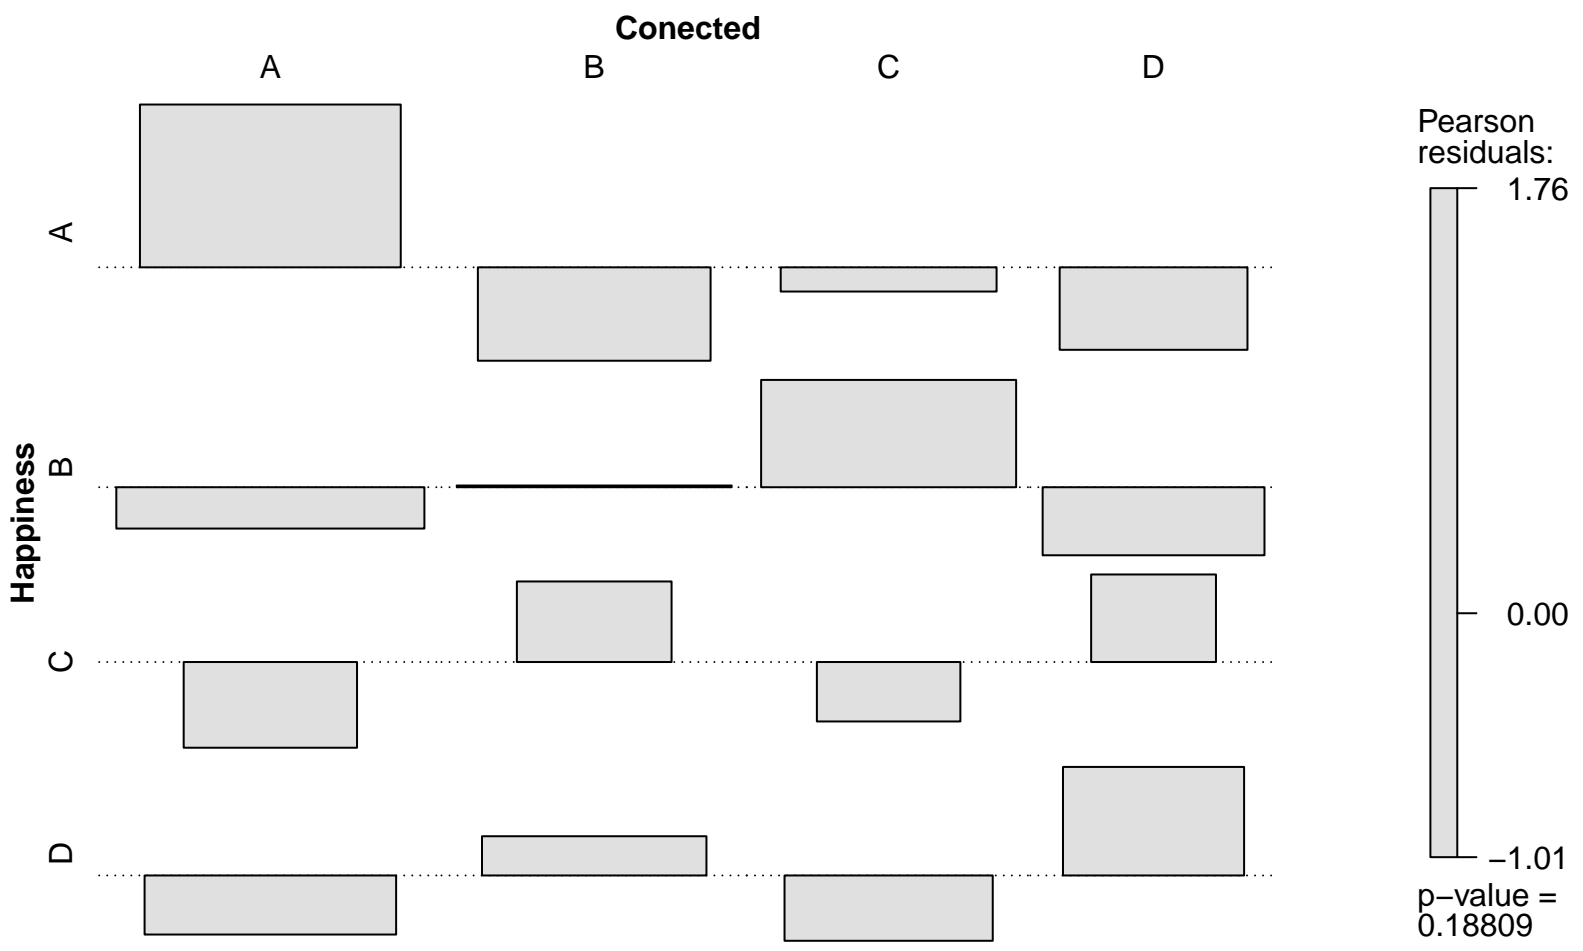 Conected
A B C D
Happiness
A
B
C
D
Pearson
residuals:
1.76
0.00
−1.01
p−value =
0.18809